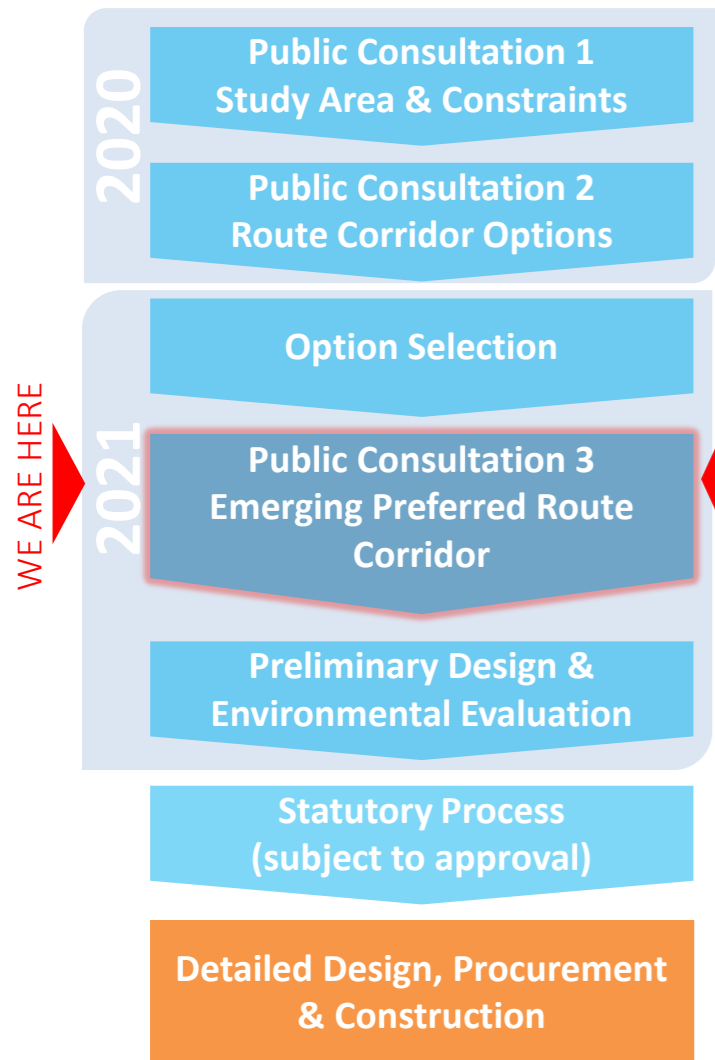 2020
Public Consultation 1
Study Area & Constraints
Public Consultation 2
Route Corridor Options
2021
Option Selection
WE ARE HERE
Public Consultation 3
Emerging Preferred Route
Corridor
Preliminary Design &
Environmental Evaluation
Statutory Process
(subject to approval)
Detailed Design, Procurement
& Construction